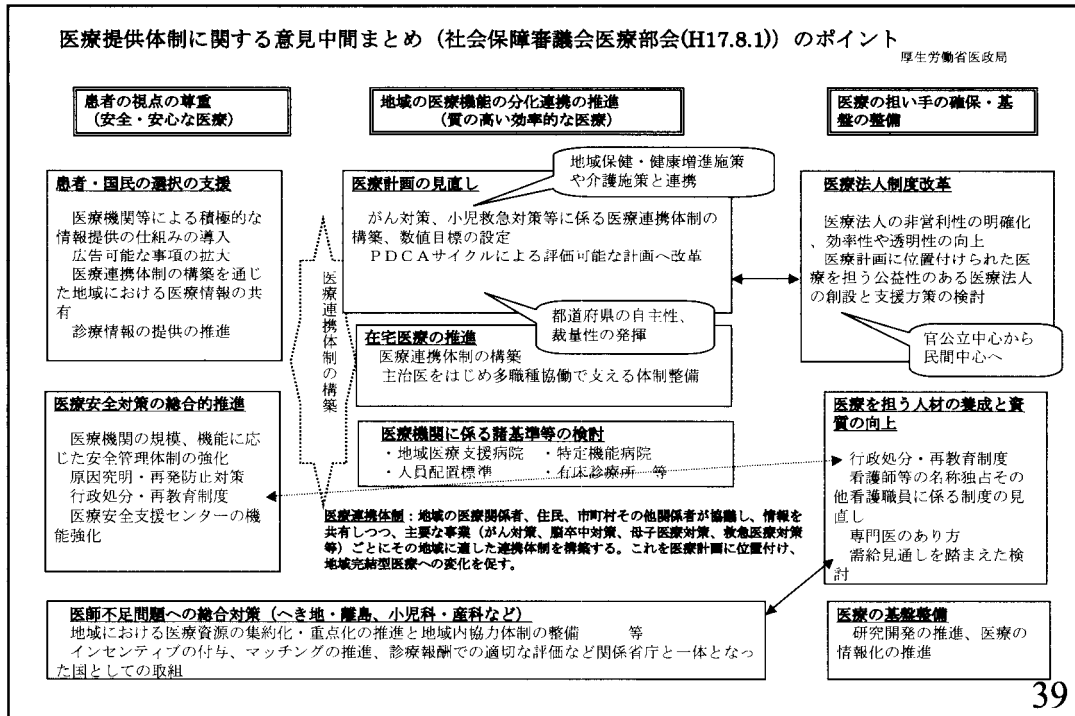 医療提供体制に関する意見中間まとめ(社会保障審議会医療部会(H17.8.1))のポイント
厚生労働省医政局
患者の視点の尊重
(安全・安心な医療)
地域の医療機能の分化連携の推進
(質の高い効率的な医療)
医療の担い手の確保・基
盤の整備
患者・国民の選択の支援
医療機関等による積極的な
情報提供の仕組みの導入
広告可能な事項の拡大
医療連携体制の構築を通じ
た地域における医療情報の共
有
診療情報の提供の推進
医療安全対策の総合的推進
医療機関の規模、機能に応
じた安全管理体制の強化
原因究明・再発防止対策
行政処分・再教育制度
医療安全支援センターの機
能強化
医療連携体制の構築
医療計画の見直し
地域保健・健康増進施策
や介護施策と連携
がん対策、小児救急対策等に係る医療連携体制の
構築、数値目標の設定
PDCAサイクルによる評価可能な計画へ改革
都道府県の自主性、
裁量性の発揮
在宅医療の推進
医療連携体制の構築
主治医をはじめ多職種協働で支える体制整備
医療機関に係る諸基準等の検討
・地域医療支援病院 ・特定機能病院
・人員配置標準 ・有床診療所 等
医療連携体制:地域の医療関係者、住民、市町村その他関係者が協議し、情報を
共有しつつ、主要な事業(がん対策、脳卒中対策、母子医療対策、救急医療対策
等)ごとにその地域に適した連携体制を構築する。これを医療計画に位置付け、
地域完結型医療への変化を促す。
医療法人制度改革
医療法人の非営利性の明確化
、効率性や透明性の向上
医療計画に位置付けられた医
療を担う公益性のある医療法人
の創設と支援方策の検討
官公立中心から
民間中心へ
医療を担う人材の養成と資
質の向上
行政処分・再教育制度
看護師等の名称独占その
他看護職員に係る制度の見
直し
専門医のあり方
需給見通しを踏まえた検
討
医師不足問題への総合対策(へき地・離島、小児科・産科など)
地域における医療資源の集約化・重点化の推進と地域内協力体制の整備 等
インセンティブの付与、マッチングの推進、診療報酬での適切な評価など関係省庁と一体となっ
た国としての取組
医療の基盤整備
研究開発の推進、医療の
情報化の推進
39